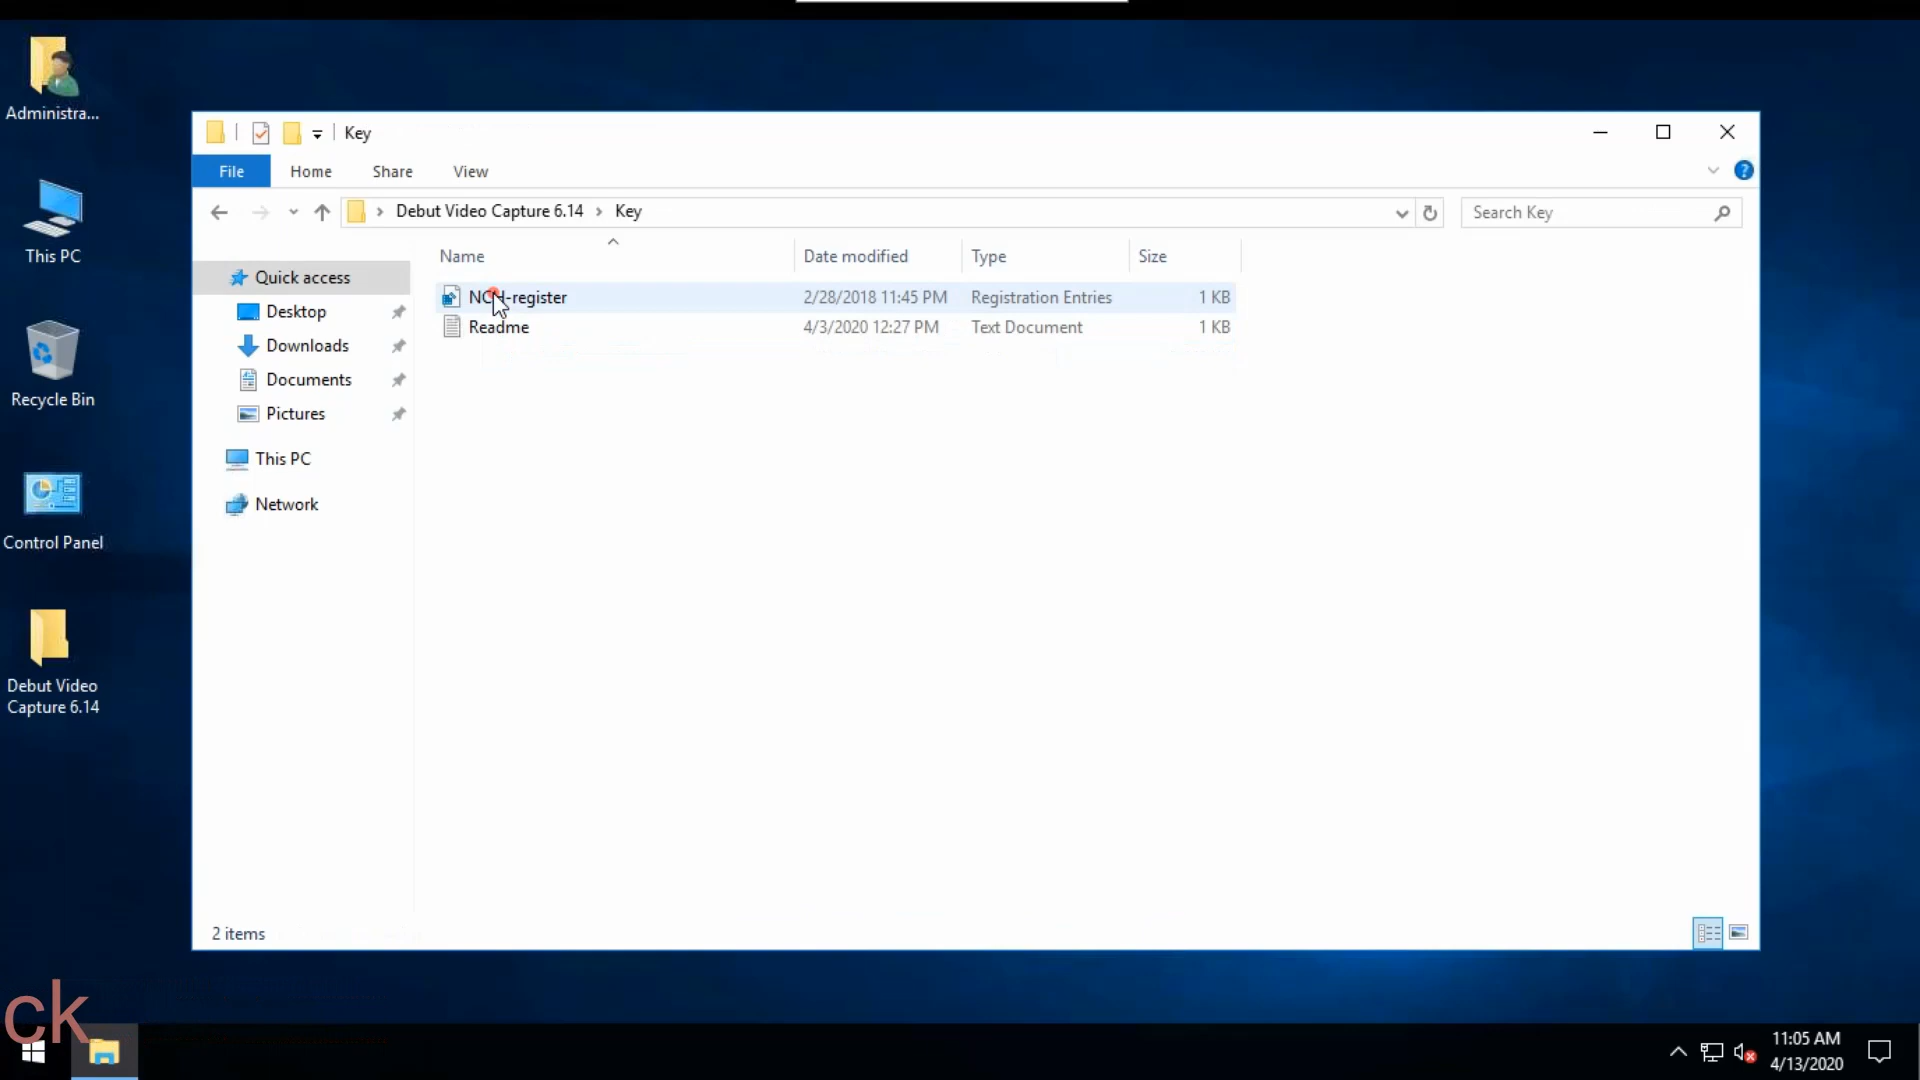 Administra...
This PC
Recycle Bin
Control Panel
Debut Video
Capture 6.14
Key
File Home Share View
Debut Video Capture 6.14 > Key
Search Key
Name Date modified Type Size
NCH-register 2/28/2018 11:45 PM Registration Entries 1 KB
Readme 4/3/2020 12:27 PM Text Document 1 KB
Quick access
Desktop
Downloads
Documents
Pictures
This PC
Network
2 items
ck
11:05 AM
4/13/2020